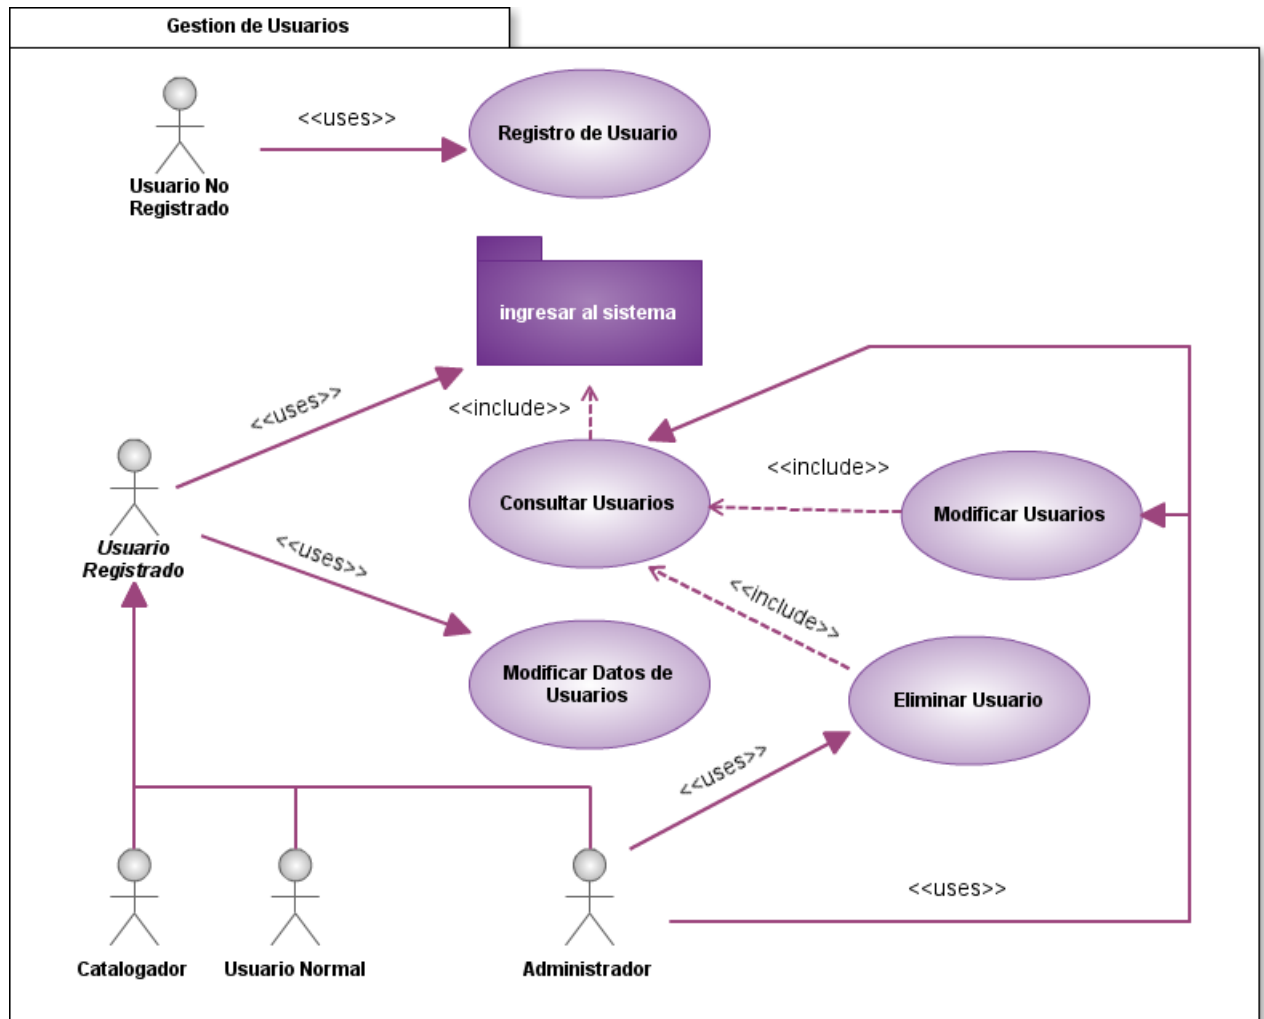 Gestion de Usuarios
<<uses>>
Registro de Usuario
Usuario No
Registrado
ingresar al sistema
<<uses>>
<<include>>
<<include>>
Consultar Usuarios
Modificar Usuarios
Usuario
Registrado
<<uses>>
<<include>>
Modificar Datos de
Usuarios
Eliminar Usuario
<<uses>>
<<uses>>
Catalogador
Usuario Normal
Administrador